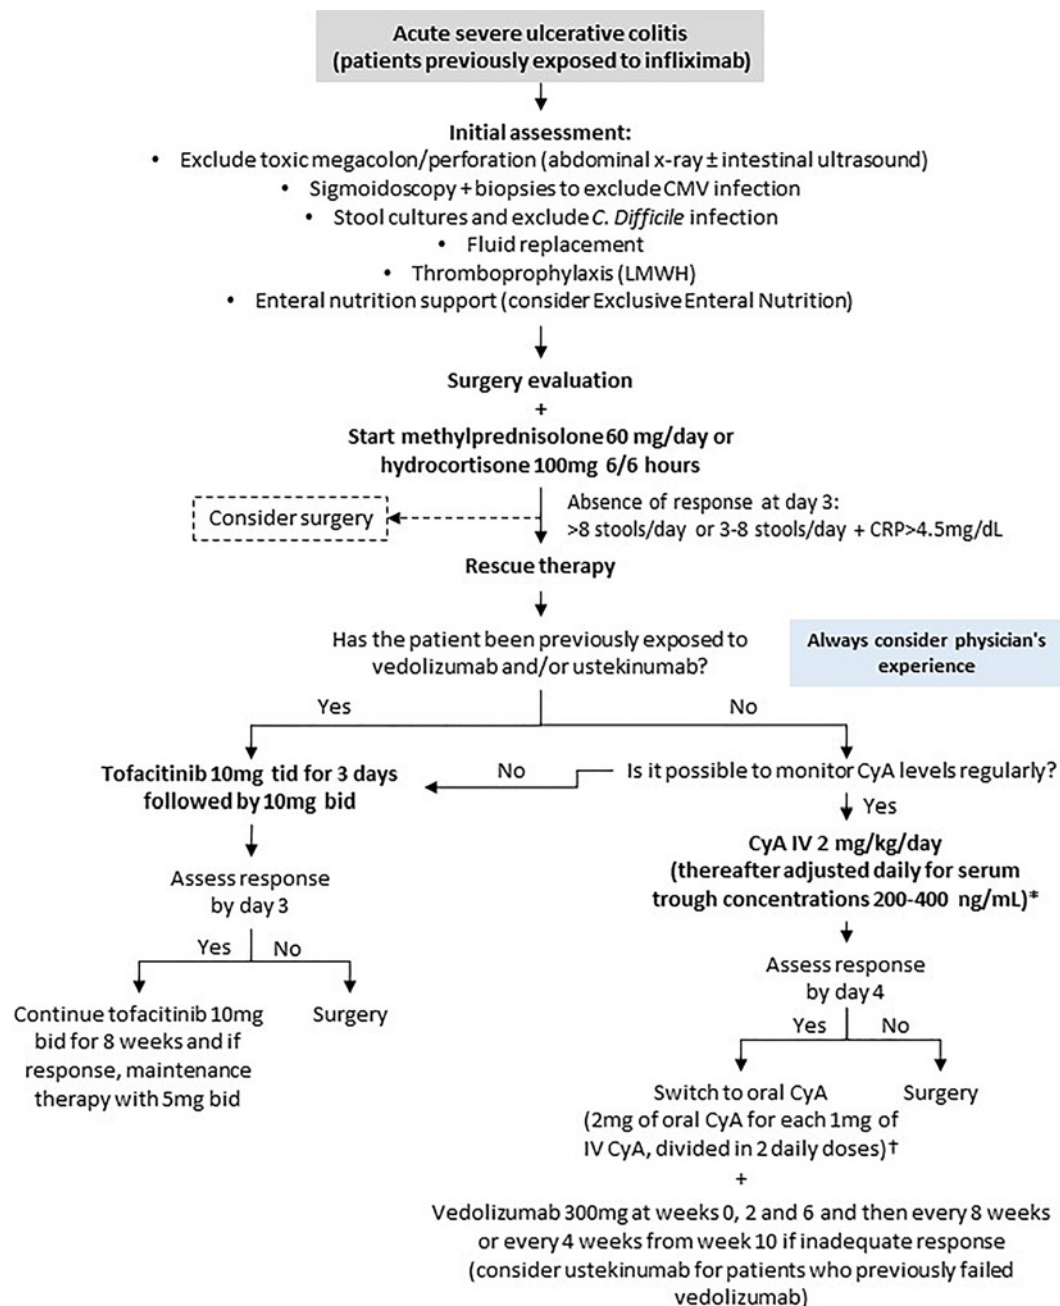 Acute severe ulcerative colitis
(patients previously exposed to infliximab)
Initial assessment:
• Exclude toxic megacolon/perforation (abdominal x-ray ± intestinal ultrasound)
• Sigmoidoscopy + biopsies to exclude CMV infection
• Stool cultures and exclude C. Difficile infection
• Fluid replacement
• Thromboprophylaxis (LMWH)
• Enteral nutrition support (consider Exclusive Enteral Nutrition)
Surgery evaluation
+
Start methylprednisolone 60 mg/day or
hydrocortisone 100mg 6/6 hours
Absence of response at day 3:
>8 stools/day or 3-8 stools/day + CRP>4.5mg/dL
Consider surgery
Rescue therapy
Has the patient been previously exposed to
vedolizumab and/or ustekinumab?
Always consider physician's
experience
Yes
No
Tofacitinib 10mg tid for 3 days
followed by 10mg bid
No
Is it possible to monitor CyA levels regularly?
Yes
CyA IV 2 mg/kg/day
(thereafter adjusted daily for serum
trough concentrations 200-400 ng/mL)*
Assess response
by day 3
Yes
No
Continue tofacitinib 10mg
bid for 8 weeks and if
response, maintenance
therapy with 5mg bid
Surgery
Assess response
by day 4
Yes
No
Switch to oral CyA
(2mg of oral CyA for each 1mg of
IV CyA, divided in 2 daily doses)†
Surgery
+
Vedolizumab 300mg at weeks 0, 2 and 6 and then every 8 weeks
or every 4 weeks from week 10 if inadequate response
(consider ustekinumab for patients who previously failed
vedolizumab)